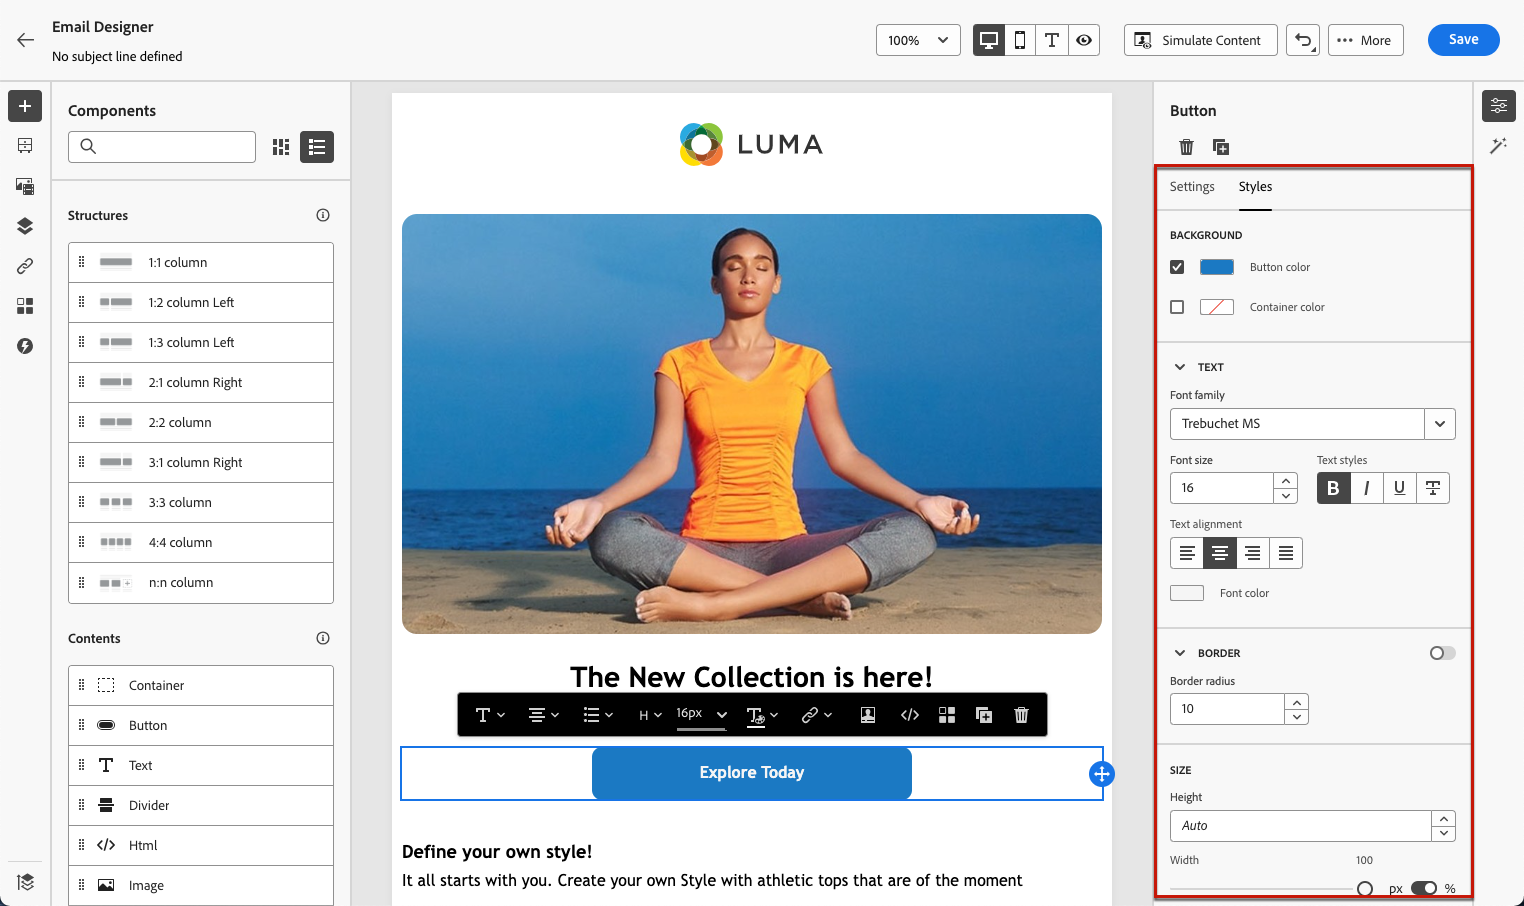 Email Designer
No subject line defined
100%
Simulate Content
More
Save
Components
Structures
1:1 column
1:2 column Left
1:3 column Left
2:1 column Right
2:2 column
3:1 column Right
3:3 column
4:4 column
n:n column
Contents
Container
Button
Text
Divider
Html
Image
LUMA
The New Collection is here!
H
16px
Explore Today
Define your own style!
It all starts with you. Create your own Style with athletic tops that are of the moment
Button
Settings
Styles
BACKGROUND
Button color
Container color
TEXT
Font family
Trebuchet MS
Font size
Text styles
16
B I U T
Text alignment
Font color
BORDER
Border radius
10
SIZE
Height
Auto
Width
100
px
%